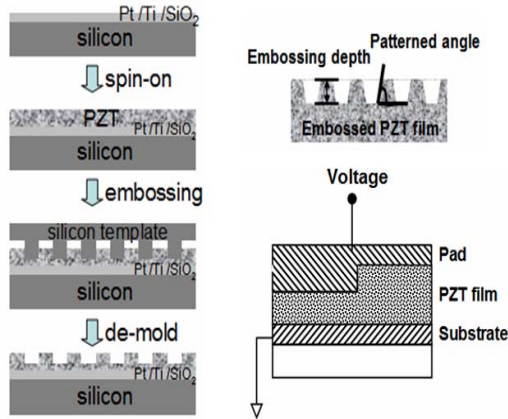 Pt /Ti /SiO2
silicon
spin-on
PZT
Pt/Ti /SiO2
silicon
embossing
silicon template
Pt/Ti /SiO2
silicon
de-mold
Pt/Ti /SiO2
silicon
Patterned angle
Embossing depth
Embossed PZT film
Voltage
Pad
PZT film
Substrate